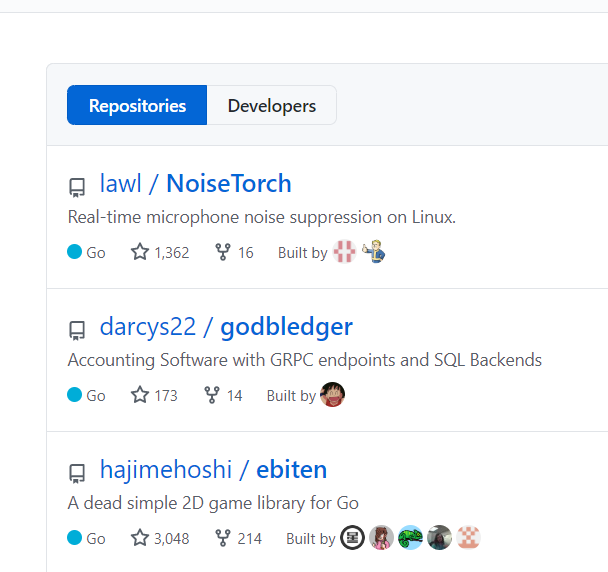 Repositories Developers
lawl / NoiseTorch
Real-time microphone noise suppression on Linux.
Go 1,362 16 Built by
darcys22 / godbledger
Accounting Software with GRPC endpoints and SQL Backends
Go 173 14 Built by
hajimehoshi / ebiten
A dead simple 2D game library for Go
Go 3,048 214 Built by